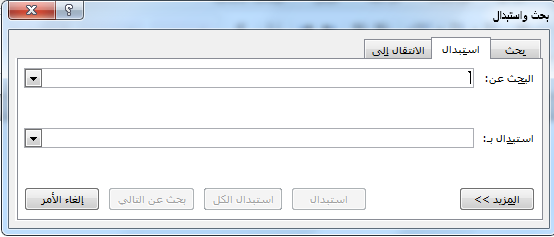 بحث واستبدال
بحث
استبدال
الانتقال إلى
البحث عن:
استبدال بـ:
المزيد >>
استبدال
استبدال الكل
بحث عن التالي
إلغاء الأمر